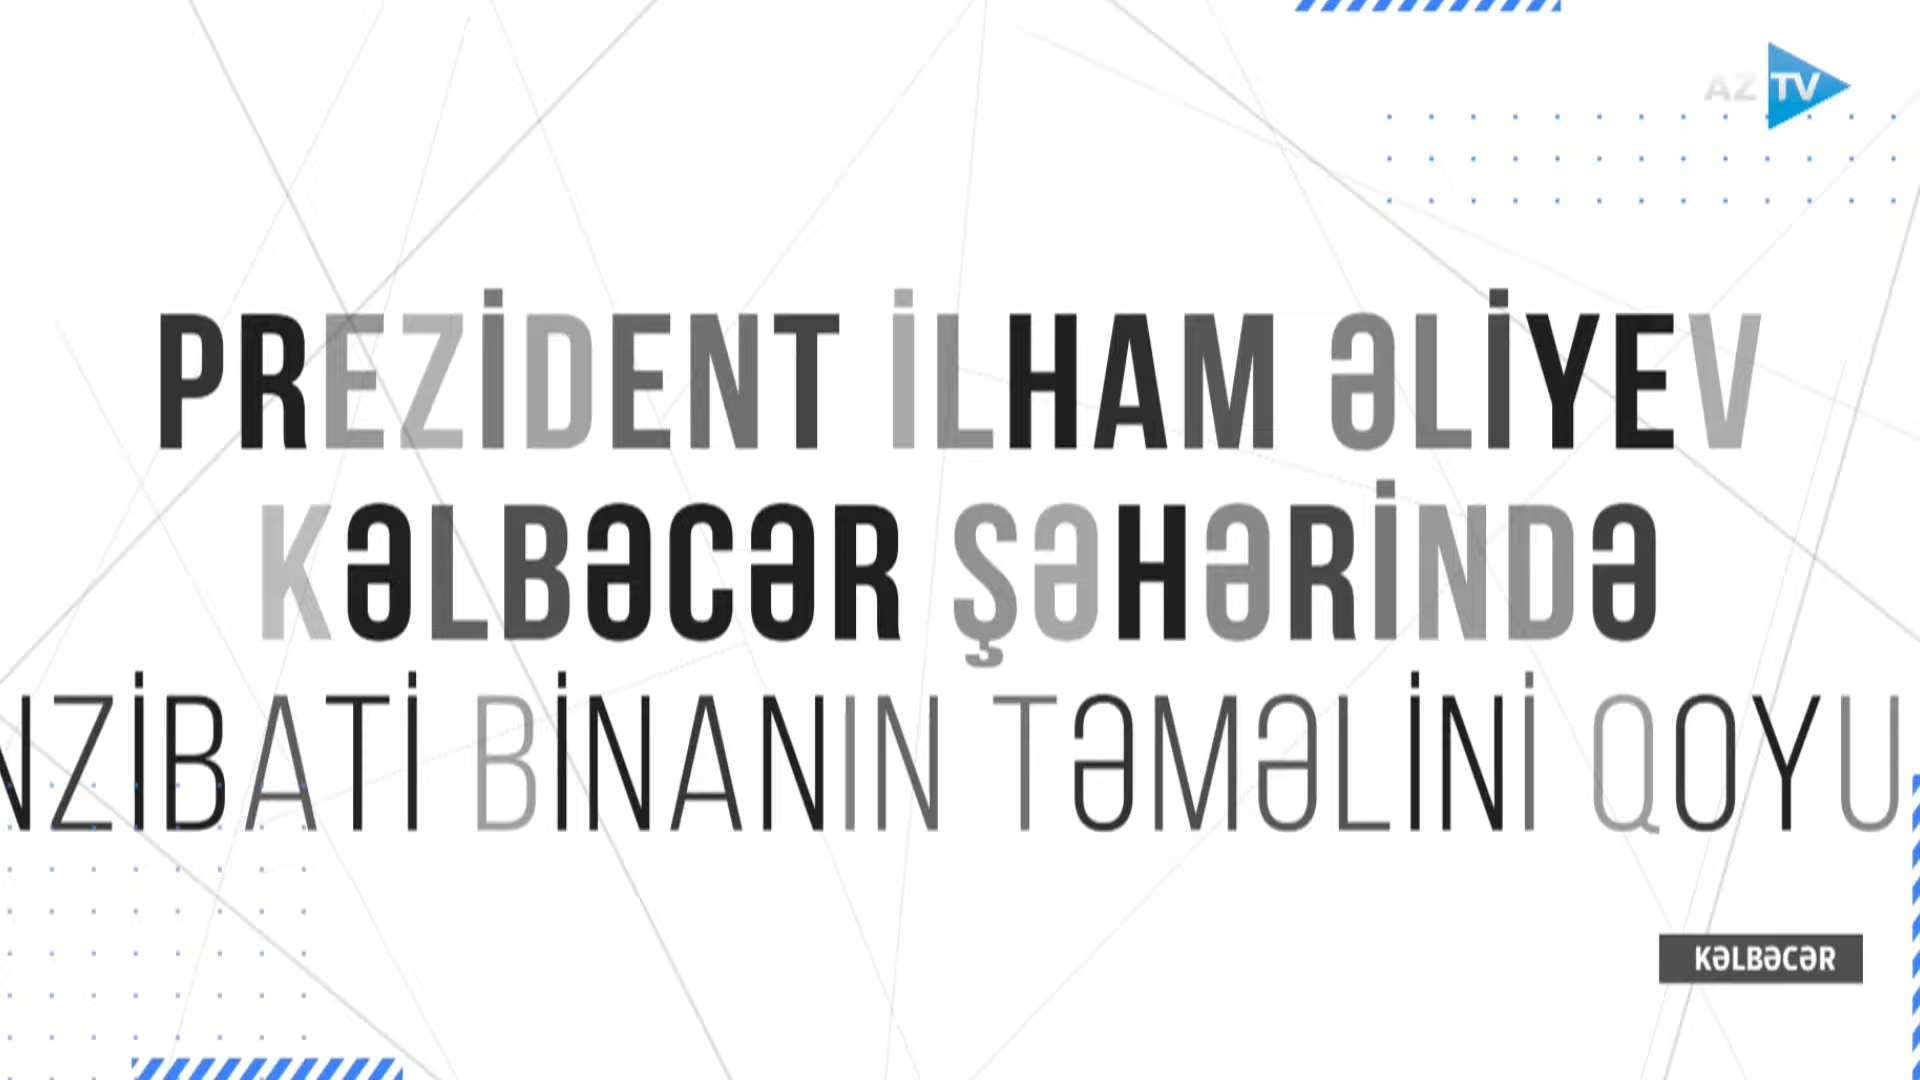 AZTV
PREZİDENT İLHAM ƏLİYEV
KƏLBƏCƏR ŞƏHƏRİNDƏ
NZİBATİ BİNANIN TƏMƏLİNİ QOYU
KƏLBƏCƏR